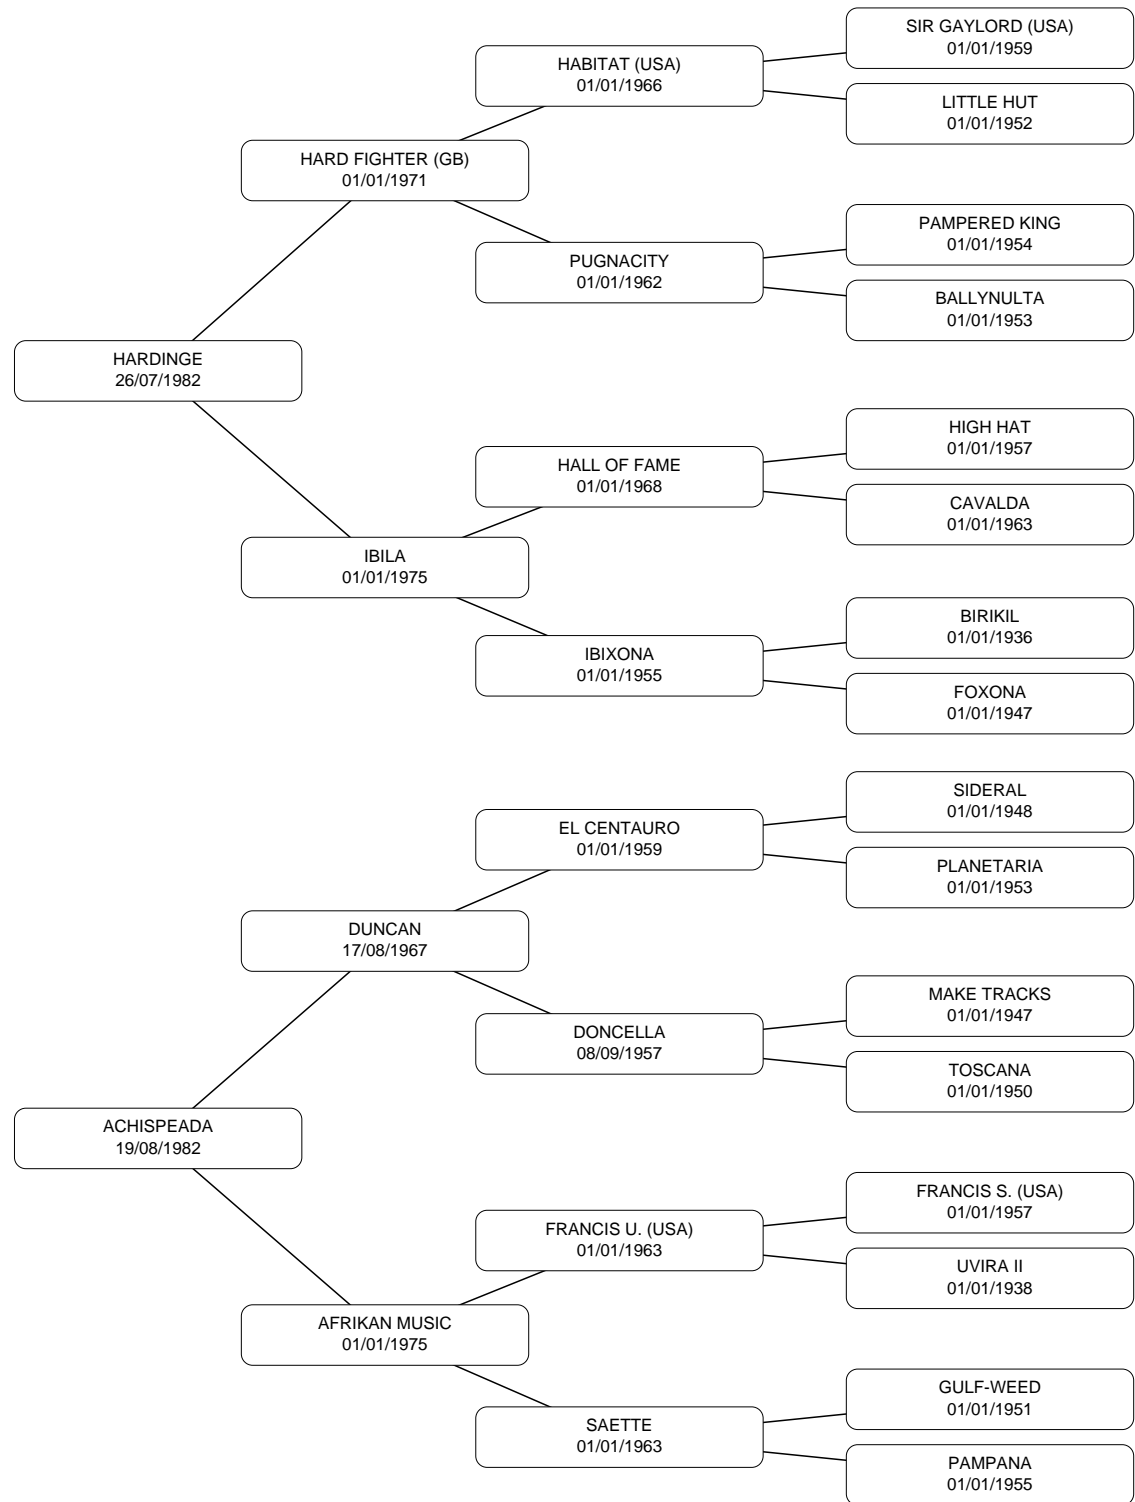 SIR GAYLORD (USA)
01/01/1959
HABITAT (USA)
01/01/1966
LITTLE HUT
01/01/1952
HARD FIGHTER (GB)
01/01/1971
PAMPERED KING
01/01/1954
PUGNACITY
01/01/1962
BALLYNULTA
01/01/1953
HARDINGE
26/07/1982
HIGH HAT
01/01/1957
HALL OF FAME
01/01/1968
CAVALDA
01/01/1963
IBILA
01/01/1975
BIRIKIL
01/01/1936
IBIXONA
01/01/1955
FOXONA
01/01/1947
SIDERAL
01/01/1948
EL CENTAURO
01/01/1959
PLANETARIA
01/01/1953
DUNCAN
17/08/1967
MAKE TRACKS
01/01/1947
DONCELLA
08/09/1957
TOSCANA
01/01/1950
ACHISPEADA
19/08/1982
FRANCIS S. (USA)
01/01/1957
FRANCIS U. (USA)
01/01/1963
UVIRA II
01/01/1938
AFRIKAN MUSIC
01/01/1975
GULF-WEED
01/01/1951
SAETTE
01/01/1963
PAMPANA
01/01/1955